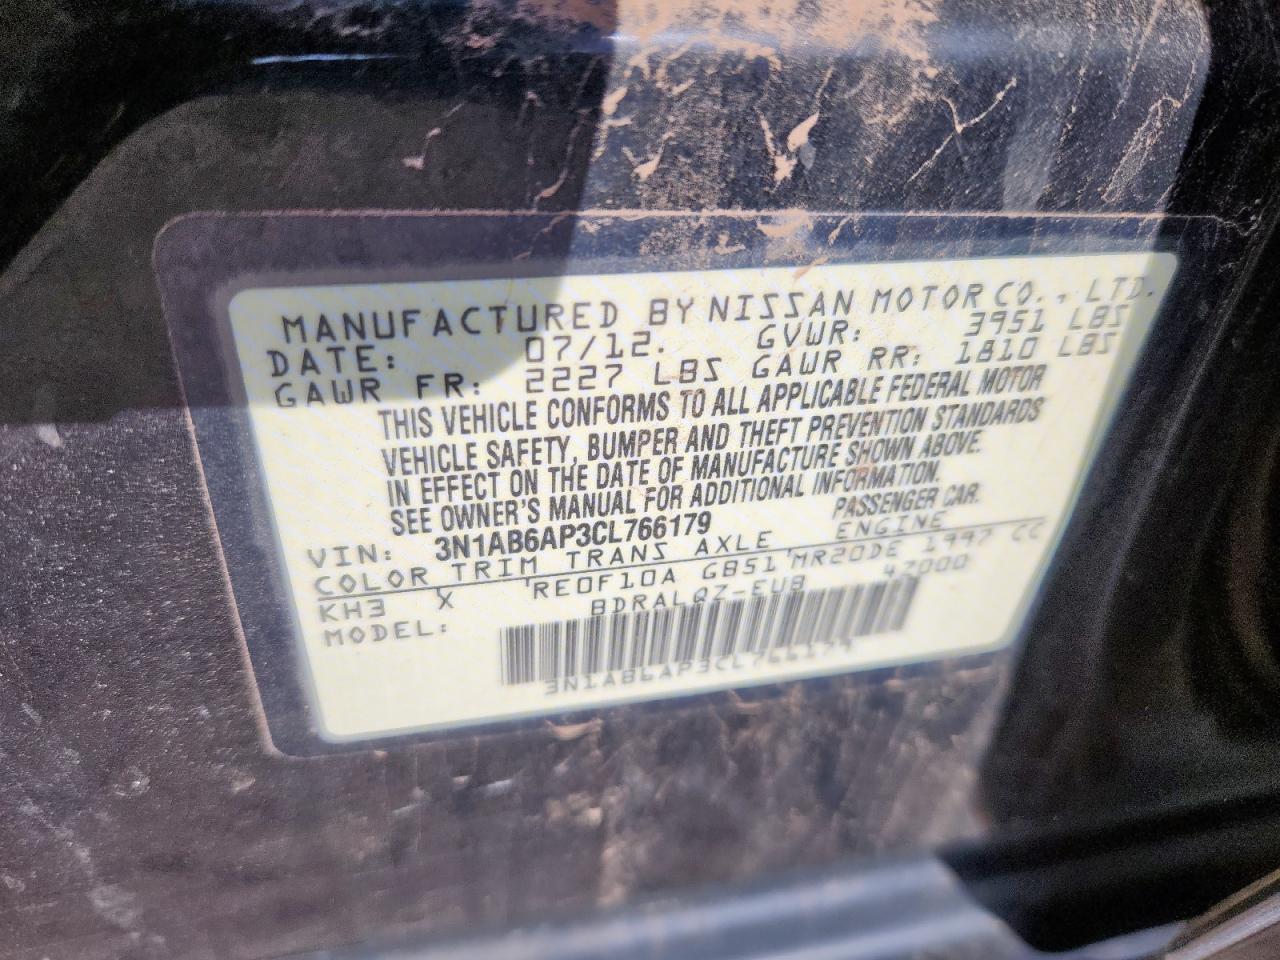 MANUFACTURED BY NISSAN MOTOR CO., LTD.
DATE: 07/12. GVWR: 3951 LBS
GAWR FR: 2227 LBS GAWR RR: 1810 LBS
THIS VEHICLE CONFORMS TO ALL APPLICABLE FEDERAL MOTOR
VEHICLE SAFETY, BUMPER AND THEFT PREVENTION STANDARDS
IN EFFECT ON THE DATE OF MANUFACTURE SHOWN ABOVE.
SEE OWNER'S MANUAL FOR ADDITIONAL INFORMATION.
VIN: 3N1AB6AP3CL766179 PASSENGER CAR.
COLOR TRIM TRANS AXLE ENGINE
KH3 X RE0F10A GB51 MR20DE 1997 CC
MODEL: BDRALQZ-EUB 47000
3N1AB6AP3CL766179